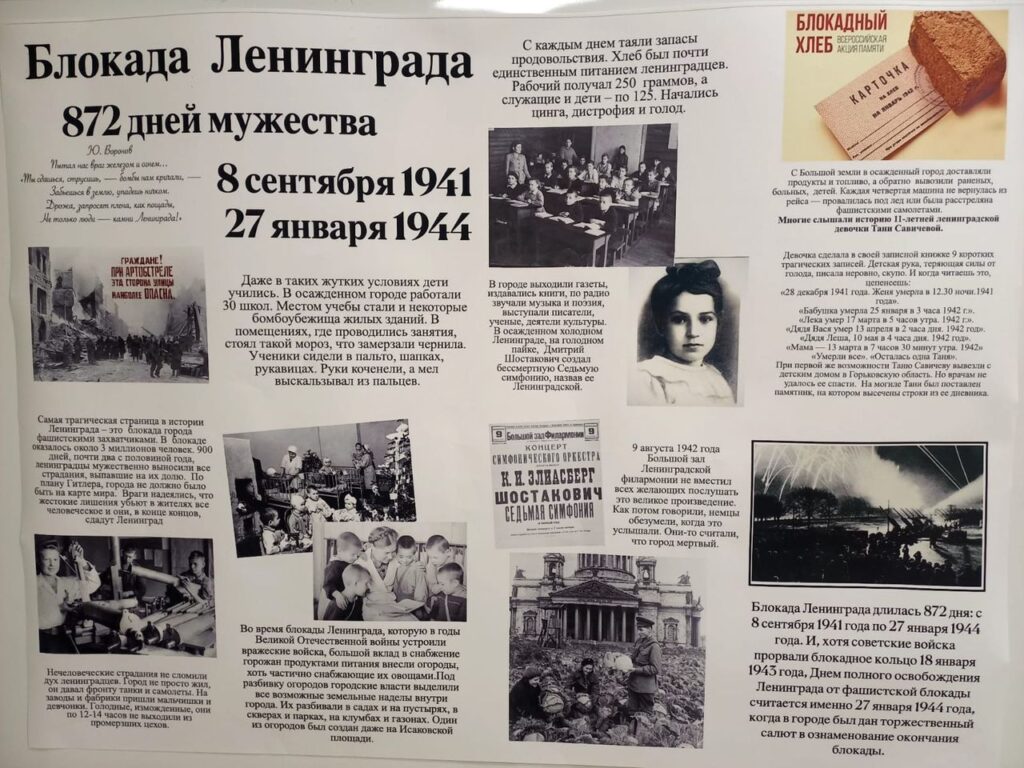 Блокада Ленинграда
872 дней мужества
Ю. Воронов
Пытал нас враг железом и огнем...
«Ты сдашься, струсишь, — бомбы нам кричали, —
Забьешься в землю, упадешь ничком.
Дрожа, запросят плена, как пощады,
Не только люди — камни Ленинграда!»
8 сентября 1941
27 января 1944
ГРАЖДАНЕ!
ПРИ АРТОБСТРЕЛЕ
ЭТА СТОРОНА УЛИЦЫ
НАИБОЛЕЕ ОПАСНА.
Даже в таких жутких условиях дети
учились. В осажденном городе работали
30 школ. Местом учебы стали и некоторые
бомбоубежища жилых зданий. В
помещениях, где проводились занятия,
стоял такой мороз, что замерзали чернила.
Ученики сидели в пальто, шапках,
рукавицах. Руки коченели, а мел
выскальзывал из пальцев.
Самая трагическая страница в истории
Ленинграда – это блокада города
фашистскими захватчиками. В блокаде
оказалось около 3 миллионов человек. 900
дней, почти два с половиной года,
ленинградцы мужественно выносили все
страдания, выпавшие на их долю. По
плану Гитлера, города не должно было
быть на карте мира. Враги надеялись, что
жестокие лишения убьют в жителях все
человеческое и они, в конце концов,
сдадут Ленинград
Нечеловеческие страдания не сломили
дух ленинградцев. Город не просто жил,
он давал фронту танки и самолеты. На
заводы и фабрики пришли мальчишки и
девчонки. Голодные, изможденные, они
по 12-14 часов не выходили из
промерзших цехов.
Во время блокады Ленинграда, которую в годы
Великой Отечественной войны устроили
вражеские войска, большой вклад в снабжение
горожан продуктами питания внесли огороды,
хоть частично снабжающие их овощами.Под
разбивку огородов городские власти выделили
все возможные земельные наделы внутри
города. Их разбивали в садах и на пустырях, в
скверах и парках, на клумбах и газонах. Один
из огородов был создан даже на Исаковской
площади.
С каждым днем таяли запасы
продовольствия. Хлеб был почти
единственным питанием ленинградцев.
Рабочий получал 250 граммов, а
служащие и дети – по 125. Начались
цинга, дистрофия и голод.
В городе выходили газеты,
издавались книги, по радио
звучали музыка и поэзия,
выступали писатели,
ученые, деятели культуры.
В осажденном холодном
Ленинграде, на голодном
пайке, Дмитрий
Шостакович создал
бессмертную Седьмую
симфонию, назвав ее
Ленинградской.
9 Большой зал Филармонии 9
КОНЦЕРТ
СИМФОНИЧЕСКОГО ОРКЕСТРА
К. И. ЭЛИАСБЕРГ
ШОСТАКОВИЧ
СЕДЬМАЯ СИМФОНИЯ
9 августа 1942 года
Большой зал
Ленинградской
филармонии не вместил
всех желающих послушать
это великое произведение.
Как потом говорили, немцы
обезумели, когда это
услышали. Они-то считали,
что город мертвый.
БЛОКАДНЫЙ
ХЛЕБ ВСЕРОССИЙСКАЯ
АКЦИЯ ПАМЯТИ
КАРТОЧКА
НА ХЛЕБ
НА ЯНВАРЬ 1943 г.
С Большой земли в осажденный город доставляли
продукты и топливо, а обратно вывозили раненых,
больных, детей. Каждая четвертая машина не вернулась из
рейса — провалилась под лед или была расстреляна
фашистскими самолетами.
Многие слышали историю 11-летней ленинградской
девочки Тани Савичевой.
Девочка сделала в своей записной книжке 9 коротких
трагических записей. Детская рука, теряющая силы от
голода, писала неровно, скупо. И когда читаешь это,
цепенеешь:
«28 декабря 1941 года. Женя умерла в 12.30 ночи.1941
года».
«Бабушка умерла 25 января в 3 часа 1942 г».
«Лека умер 17 марта в 5 часов утра. 1942 г.».
«Дядя Вася умер 13 апреля в 2 часа дня. 1942 год».
«Дядя Леша, 10 мая в 4 часа дня. 1942 год».
«Мама — 13 марта в 7 часов 30 минут утра. 1942»
«Умерли все». «Осталась одна Таня».
При первой же возможности Таню Савичеву вывезли с
детским домом в Горьковскую область. Но врачам не
удалось ее спасти. На могиле Тани был поставлен
памятник, на котором высечены строки из ее дневника.
Блокада Ленинграда длилась 872 дня: с
8 сентября 1941 года по 27 января 1944
года. И, хотя советские войска
прорвали блокадное кольцо 18 января
1943 года, Днем полного освобождения
Ленинграда от фашистской блокады
считается именно 27 января 1944 года,
когда в городе был дан торжественный
салют в ознаменование окончания
блокады.